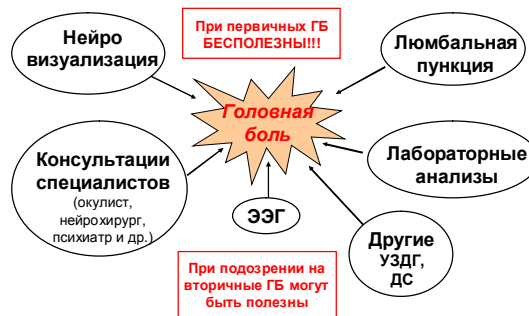 При первичных ГБ
БЕСПОЛЕЗНЫ!!!
Нейро
визуализация
Люмбальная
пункция
Головная
боль
Консультации
специалистов
(окулист,
нейрохирург,
психиатр и др.)
Лабораторные
анализы
ЭЭГ
Другие
УЗДГ,
ДС
При подозрении на
вторичные ГБ могут
быть полезны